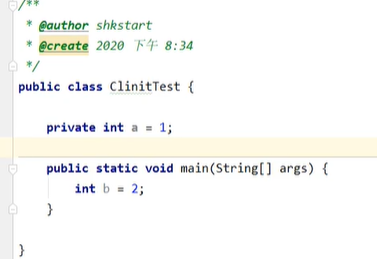 /**
* @author shkstart
* @create 2020 下午 8:34
*/
public class ClinitTest {
private int a = 1;
public static void main(String[] args) {
int b = 2;
}
}